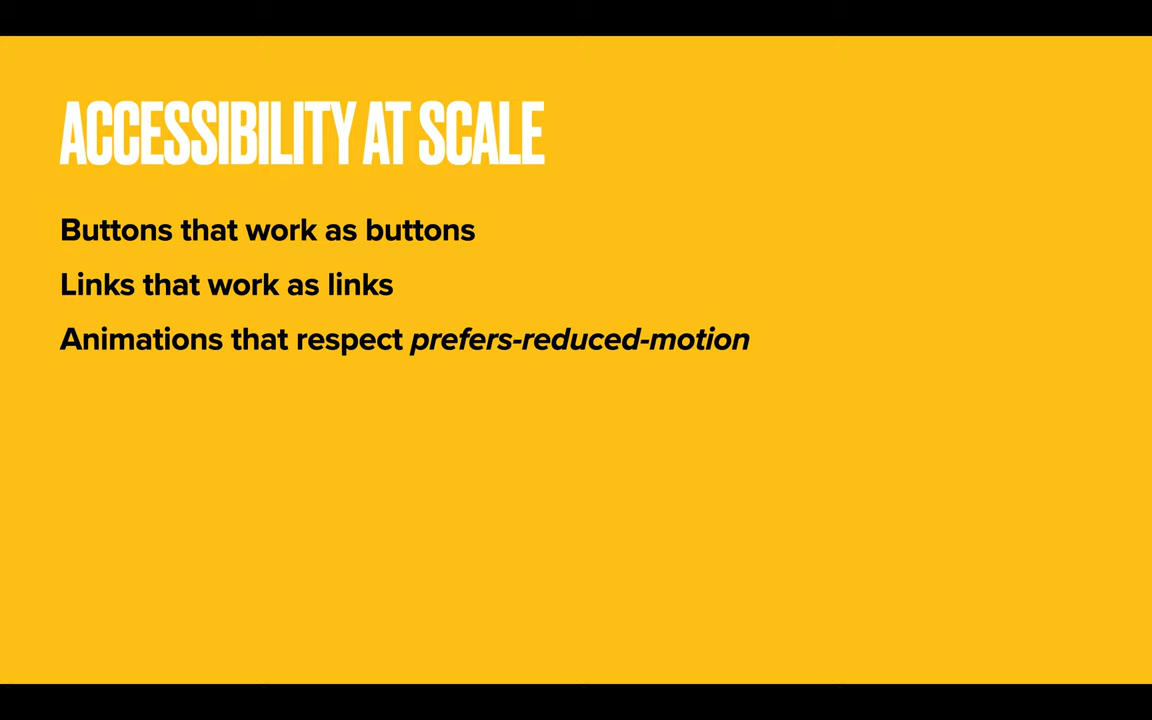 ACCESSIBILITY AT SCALE
Buttons that work as buttons
Links that work as links
Animations that respect prefers-reduced-motion